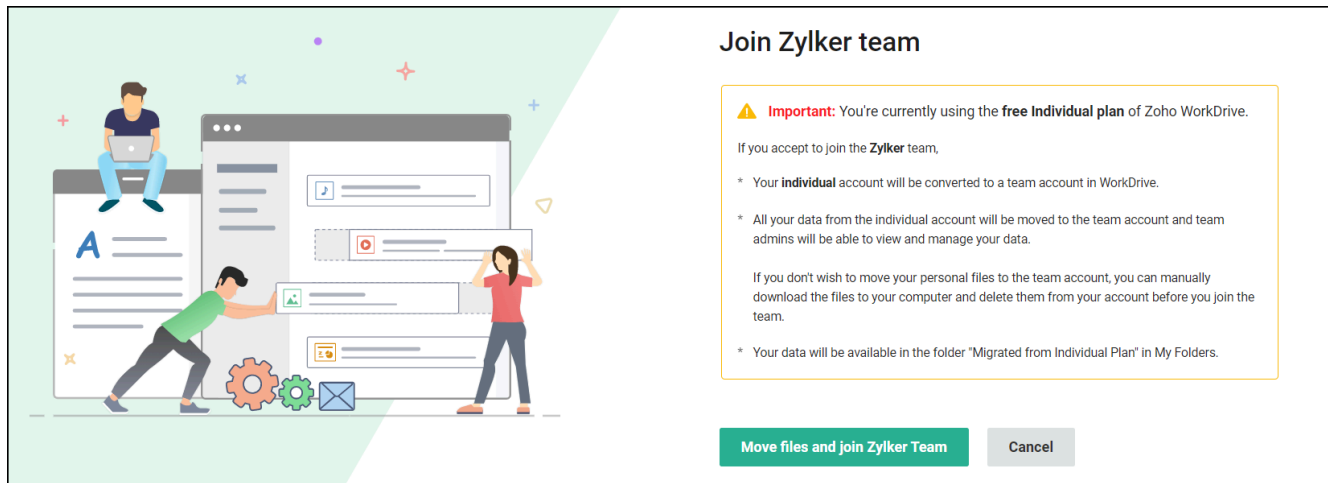 Join Zylker team
Important: You're currently using the free Individual plan of Zoho WorkDrive.
If you accept to join the Zylker team,
* Your individual account will be converted to a team account in WorkDrive.
* All your data from the individual account will be moved to the team account and team
admins will be able to view and manage your data.
If you don't wish to move your personal files to the team account, you can manually
download the files to your computer and delete them from your account before you join the
team.
* Your data will be available in the folder "Migrated from Individual Plan" in My Folders.
Move files and join Zylker Team
Cancel
A